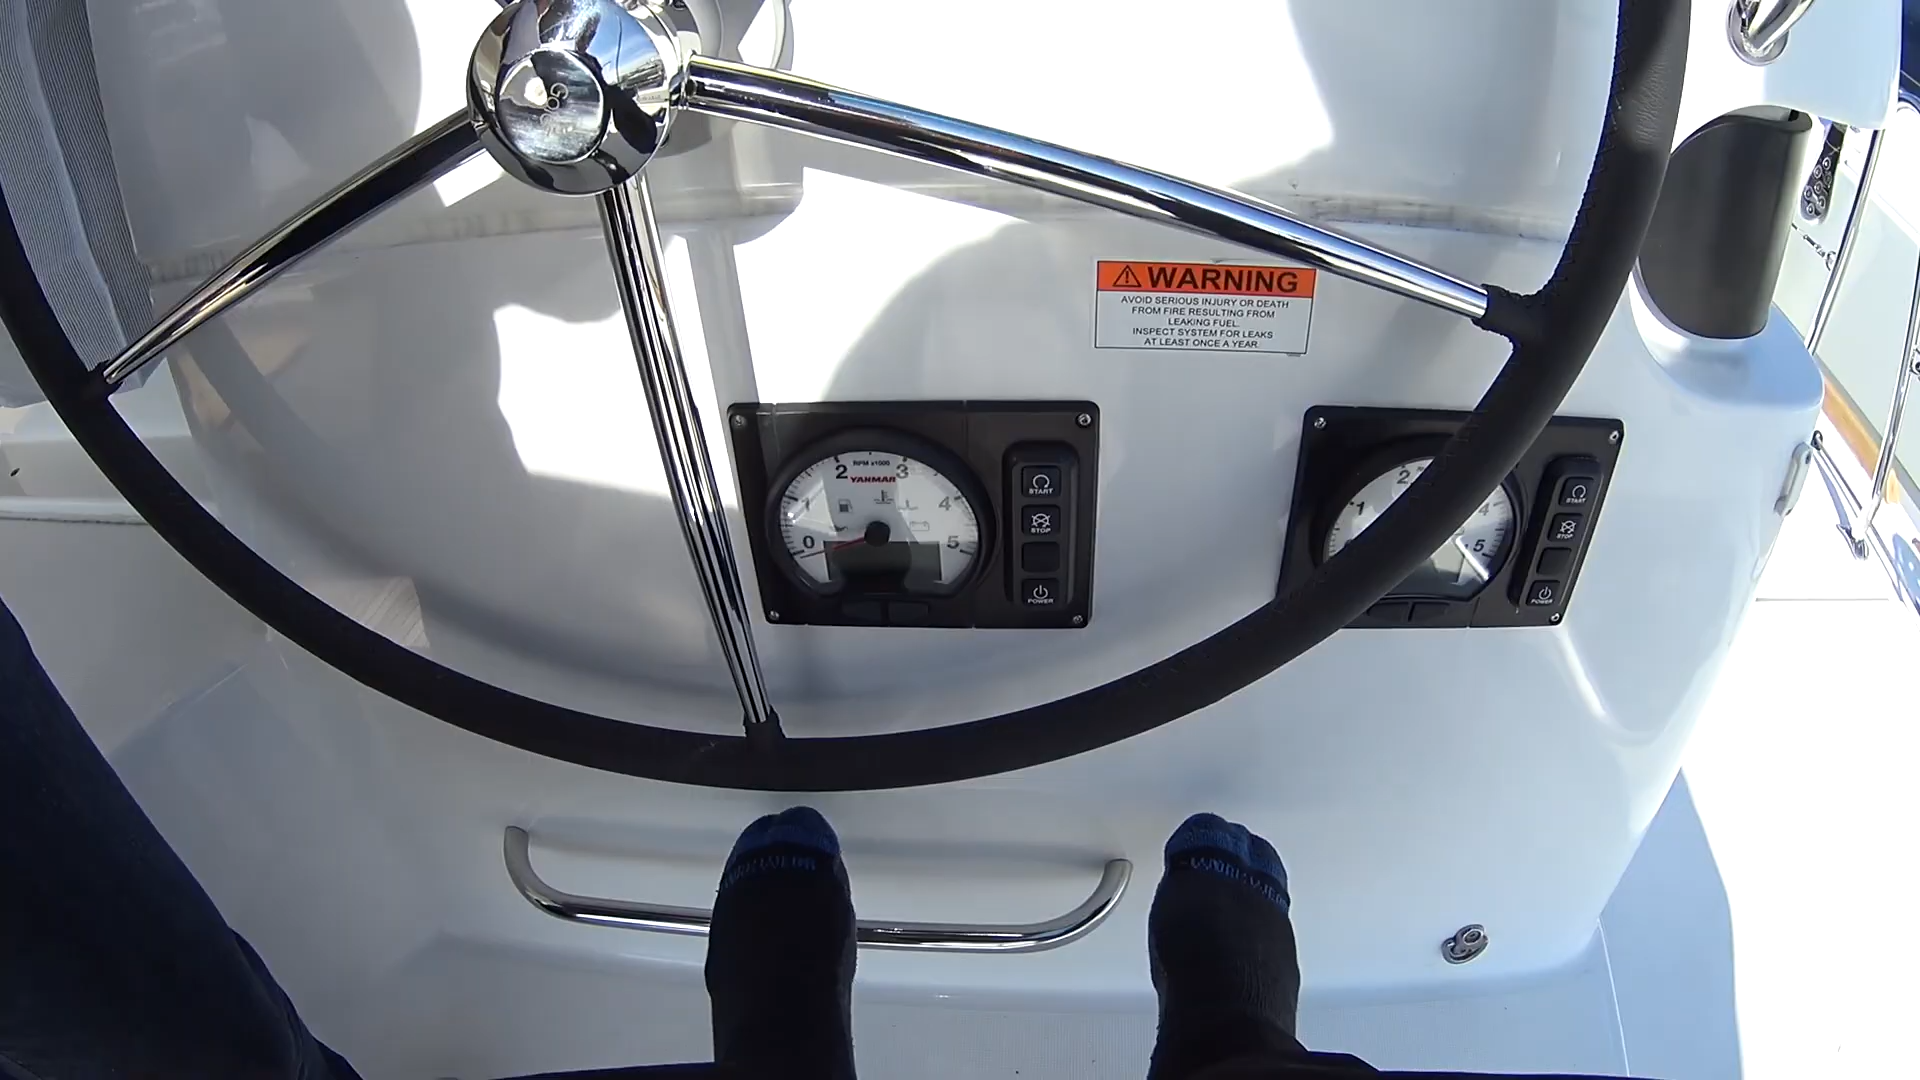 WARNING
AVOID SERIOUS INJURY OR DEATH
FROM FIRE RESULTING FROM
LEAKING FUEL.
INSPECT SYSTEM FOR LEAKS
AT LEAST ONCE A YEAR.
0 1 2 3 4 5
RPM x1000
YANMAR
START
STOP
POWER
1 2 4 5
START
STOP
POWER